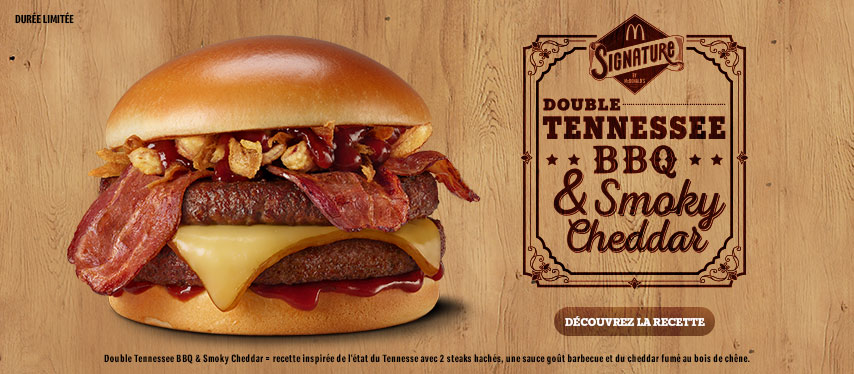 DURÉE LIMITÉE
SIGNATURE
BY
McDONALD'S
DOUBLE
TENNESSEE
BBQ
& Smoky
Cheddar
DÉCOUVREZ LA RECETTE
Double Tennessee BBQ & Smoky Cheddar = recette inspirée de l'état du Tennesse avec 2 steaks hachés, une sauce goût barbecue et du cheddar fumé au bois de chêne.